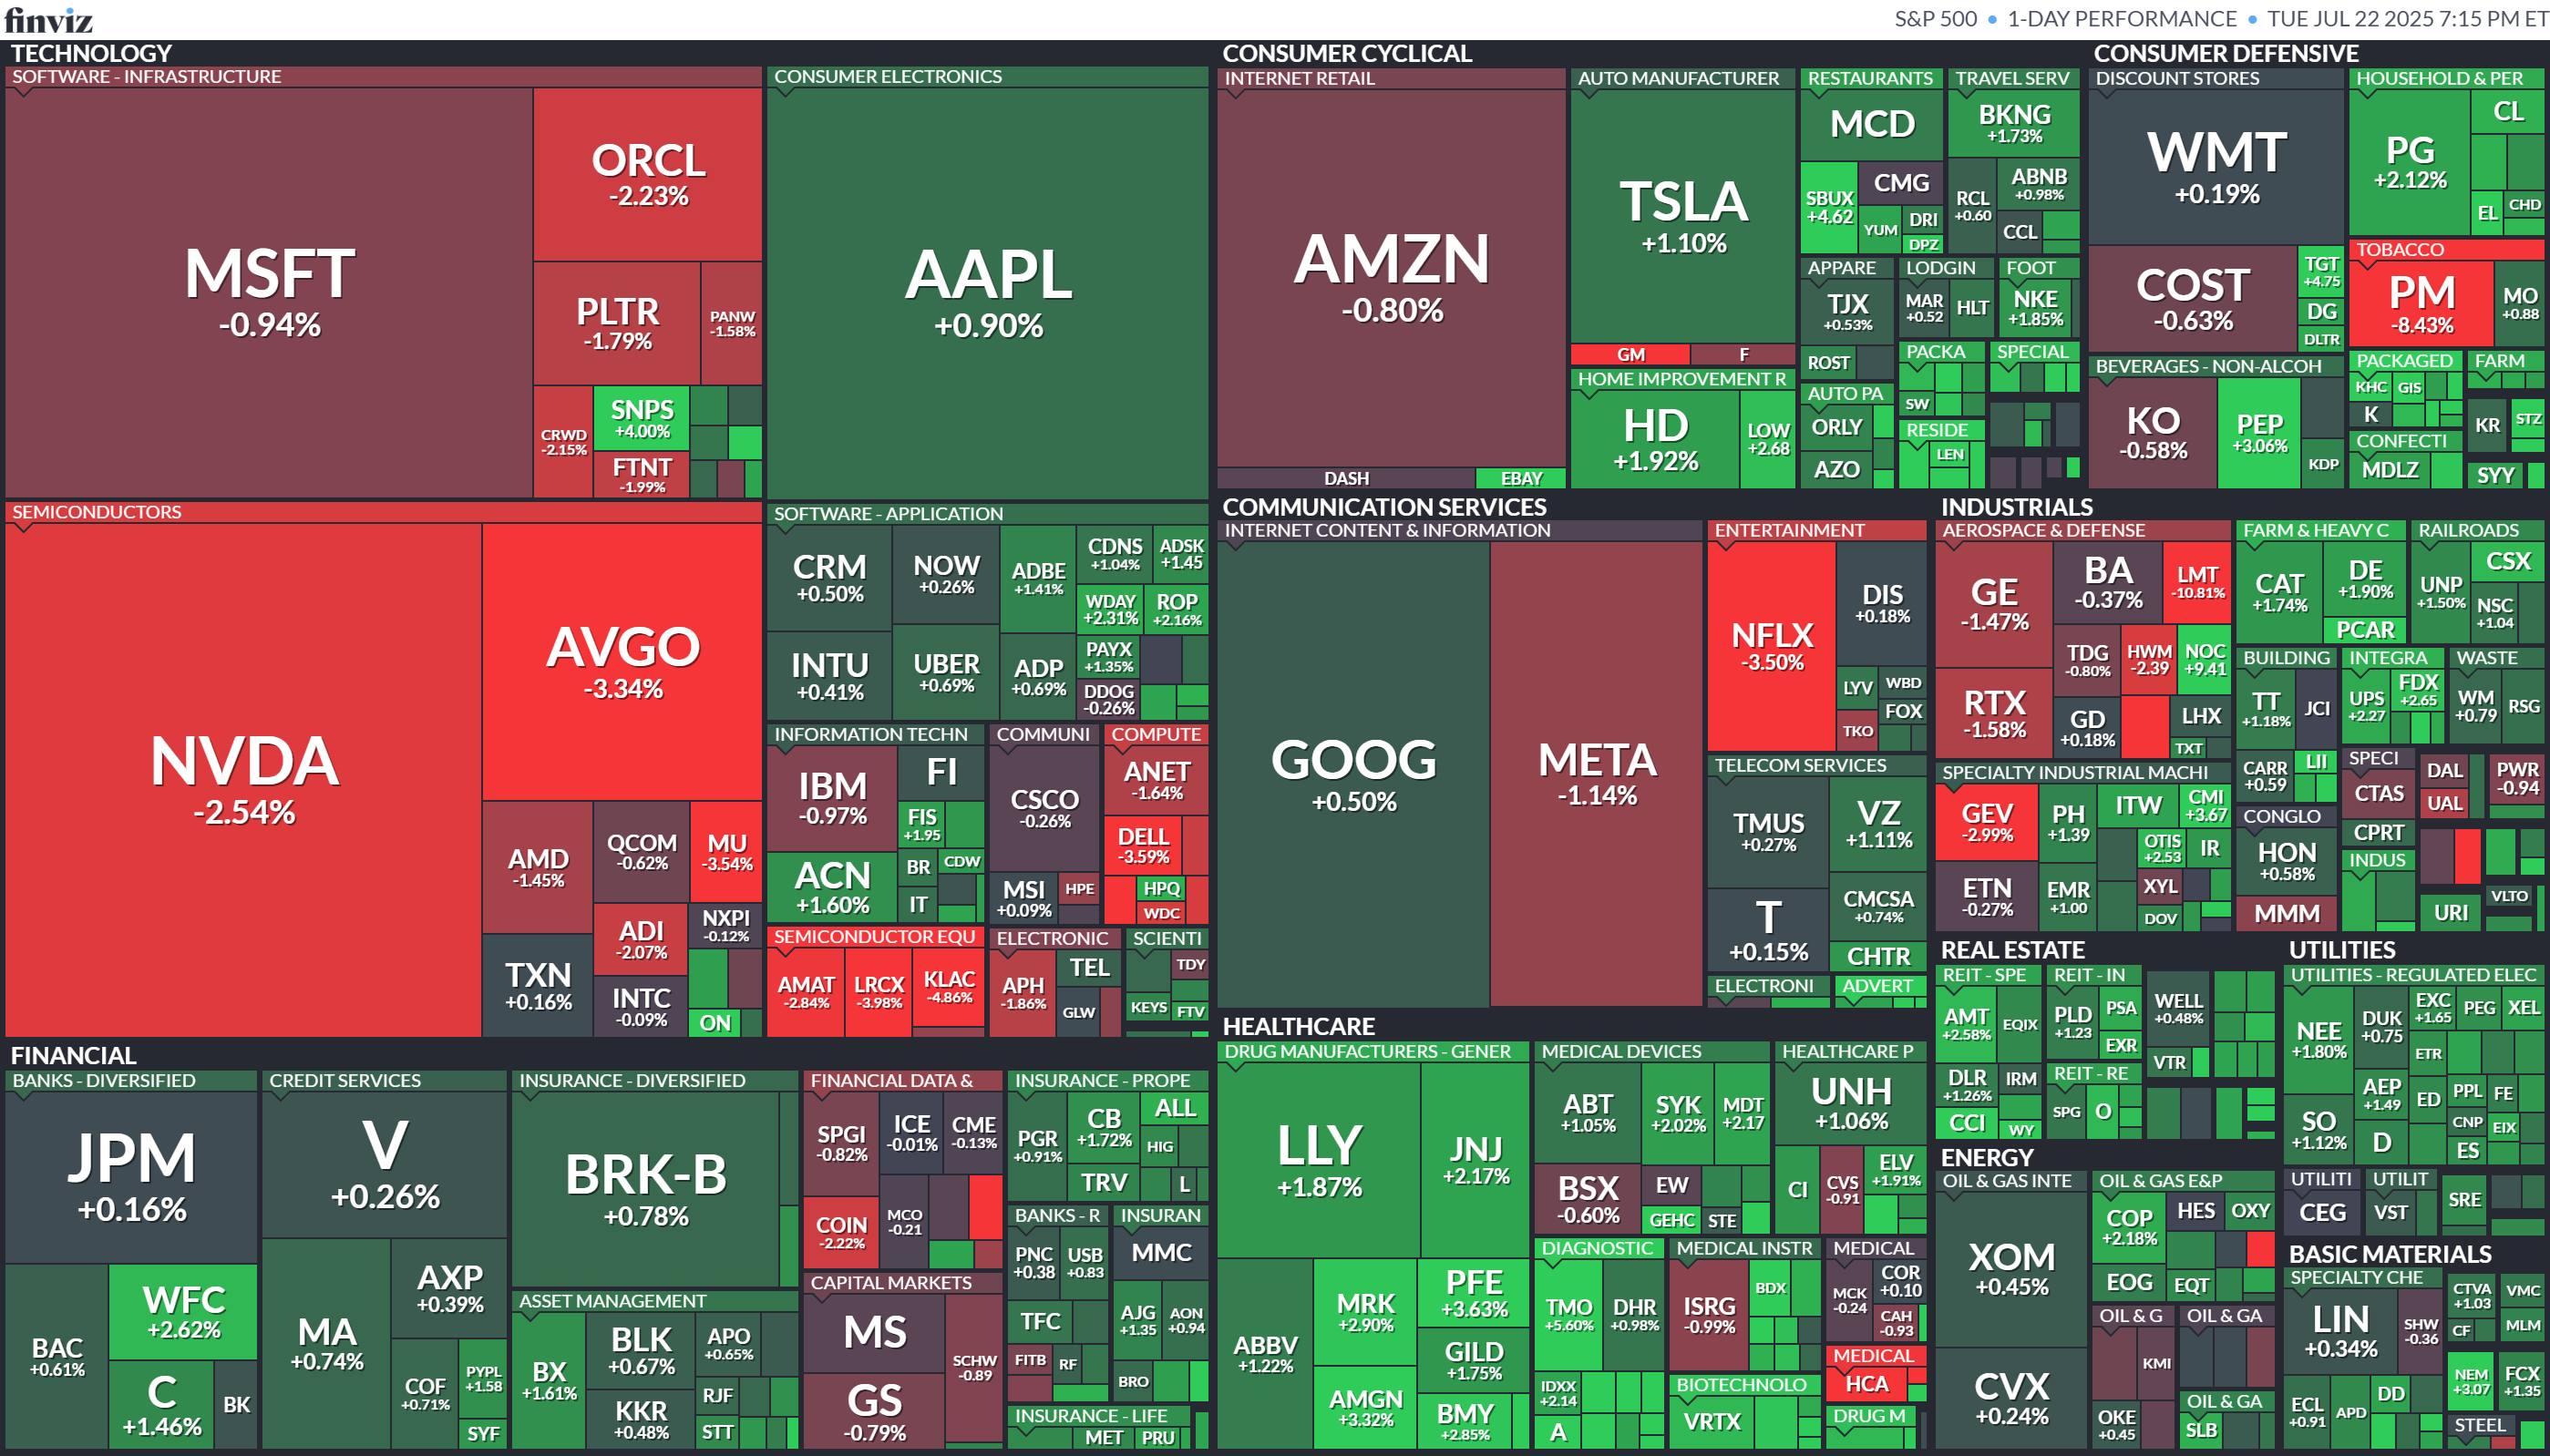 finviz
S&P 500 • 1-DAY PERFORMANCE • TUE JUL 22 2025 7:15 PM ET
TECHNOLOGY
SOFTWARE - INFRASTRUCTURE
MSFT
-0.94%
ORCL
-2.23%
PLTR
-1.79%
PANW
-1.58%
CRWD
-2.15%
SNPS
+4.00%
FTNT
-1.99%
CONSUMER ELECTRONICS
AAPL
+0.90%
SEMICONDUCTORS
NVDA
-2.54%
AVGO
-3.34%
AMD
-1.45%
QCOM
-0.62%
MU
-3.54%
TXN
+0.16%
ADI
-2.07%
NXPI
-0.12%
INTC
-0.09%
ON
SOFTWARE - APPLICATION
CRM
+0.50%
NOW
+0.26%
ADBE
+1.41%
CDNS
+1.04%
ADSK
+1.45
WDAY
+2.31%
ROP
+2.16%
INTU
+0.41%
UBER
+0.69%
ADP
+0.69%
PAYX
+1.35%
DDOG
-0.26%
INFORMATION TECHN
IBM
-0.97%
FI
FIS
+1.95
ACN
+1.60%
BR
CDW
IT
COMMUNI
CSCO
-0.26%
MSI
+0.09%
HPE
COMPUTE
ANET
-1.64%
DELL
-3.59%
HPQ
WDC
SEMICONDUCTOR EQU
AMAT
-2.84%
LRCX
-3.98%
KLAC
-4.86%
ELECTRONIC
APH
-1.86%
TEL
GLW
SCIENTI
TDY
KEYS
FTV
CONSUMER CYCLICAL
INTERNET RETAIL
AMZN
-0.80%
DASH
EBAY
AUTO MANUFACTURER
TSLA
+1.10%
GM
F
HOME IMPROVEMENT R
HD
+1.92%
LOW
+2.68
RESTAURANTS
MCD
SBUX
+4.62
CMG
YUM
DRI
DPZ
TRAVEL SERV
BKNG
+1.73%
RCL
+0.60
ABNB
+0.98%
CCL
APPARE
TJX
+0.53%
ROST
LODGIN
MAR
+0.52
HLT
FOOT
NKE
+1.85%
AUTO PA
ORLY
AZO
PACKA
SW
SPECIAL
RESIDE
LEN
CONSUMER DEFENSIVE
DISCOUNT STORES
WMT
+0.19%
COST
-0.63%
TGT
+4.75
DG
DLTR
HOUSEHOLD & PER
PG
+2.12%
CL
EL
CHD
TOBACCO
PM
-8.43%
MO
+0.88
BEVERAGES - NON-ALCOH
KO
-0.58%
PEP
+3.06%
KDP
PACKAGED
KHC
GIS
K
FARM
KR
STZ
CONFECTI
MDLZ
SYY
COMMUNICATION SERVICES
INTERNET CONTENT & INFORMATION
GOOG
+0.50%
META
-1.14%
ENTERTAINMENT
NFLX
-3.50%
DIS
+0.18%
LYV
WBD
TKO
FOX
TELECOM SERVICES
TMUS
+0.27%
VZ
+1.11%
T
+0.15%
CMCSA
+0.74%
CHTR
ELECTRONI
ADVERT
INDUSTRIALS
AEROSPACE & DEFENSE
GE
-1.47%
BA
-0.37%
LMT
-10.81%
RTX
-1.58%
TDG
-0.80%
HWM
-2.39
NOC
+9.41
GD
+0.18%
LHX
TXT
FARM & HEAVY C
CAT
+1.74%
DE
+1.90%
PCAR
RAILROADS
UNP
+1.50%
CSX
NSC
+1.04
BUILDING
TT
+1.18%
JCI
CARR
+0.59
LII
INTEGRA
UPS
+2.27
FDX
+2.65
WASTE
WM
+0.79
RSG
SPECIALTY INDUSTRIAL MACHI
GEV
-2.99%
PH
+1.39
ITW
CMI
+3.67
ETN
-0.27%
EMR
+1.00
OTIS
+2.53
IR
XYL
DOV
SPECI
CTAS
CPRT
DAL
UAL
PWR
-0.94
CONGLO
HON
+0.58%
MMM
INDUS
URI
VLTO
FINANCIAL
BANKS - DIVERSIFIED
JPM
+0.16%
BAC
+0.61%
WFC
+2.62%
C
+1.46%
BK
CREDIT SERVICES
V
+0.26%
MA
+0.74%
AXP
+0.39%
COF
+0.71%
PYPL
+1.58
SYF
INSURANCE - DIVERSIFIED
BRK-B
+0.78%
ASSET MANAGEMENT
BX
+1.61%
BLK
+0.67%
APO
+0.65%
KKR
+0.48%
RJF
STT
FINANCIAL DATA &
SPGI
-0.82%
ICE
-0.01%
CME
-0.13%
COIN
-2.22%
MCO
-0.21
CAPITAL MARKETS
MS
GS
-0.79%
SCHW
-0.89
INSURANCE - PROPE
PGR
+0.91%
CB
+1.72%
ALL
HIG
TRV
L
BANKS - R
PNC
+0.38
USB
+0.83
TFC
FITB
RF
INSURAN
MMC
AJG
+1.35
AON
+0.94
BRO
INSURANCE - LIFE
MET
PRU
HEALTHCARE
DRUG MANUFACTURERS - GENER
LLY
+1.87%
JNJ
+2.17%
ABBV
+1.22%
MRK
+2.90%
PFE
+3.63%
AMGN
+3.32%
GILD
+1.75%
BMY
+2.85%
MEDICAL DEVICES
ABT
+1.05%
SYK
+2.02%
MDT
+2.17
BSX
-0.60%
EW
GEHC
STE
HEALTHCARE P
UNH
+1.06%
CI
CVS
-0.91
ELV
+1.91%
DIAGNOSTIC
TMO
+5.60%
DHR
+0.98%
IDXX
+2.14
A
MEDICAL INSTR
ISRG
-0.99%
BDX
BIOTECHNOLO
VRTX
MEDICAL
MCK
-0.24
COR
+0.10
CAH
-0.93
MEDICAL
HCA
DRUG M
REAL ESTATE
REIT - SPE
AMT
+2.58%
EQIX
DLR
+1.26%
IRM
CCI
WY
REIT - IN
PLD
+1.23
PSA
EXR
REIT - RE
SPG
O
WELL
+0.48%
VTR
UTILITIES
UTILITIES - REGULATED ELEC
NEE
+1.80%
DUK
+0.75
EXC
+1.65
PEG
XEL
ETR
SO
+1.12%
AEP
+1.49
ED
PPL
FE
D
CNP
EIX
ES
UTILITI
CEG
UTILIT
VST
SRE
ENERGY
OIL & GAS INTE
XOM
+0.45%
CVX
+0.24%
OIL & GAS E&P
COP
+2.18%
HES
OXY
EOG
EQT
OIL & G
KMI
OKE
+0.45
OIL & GA
OIL & GA
SLB
BASIC MATERIALS
SPECIALTY CHE
LIN
+0.34%
SHW
-0.36
ECL
+0.91
APD
DD
CTVA
+1.03
CF
VMC
MLM
NEM
+3.07
FCX
+1.35
STEEL